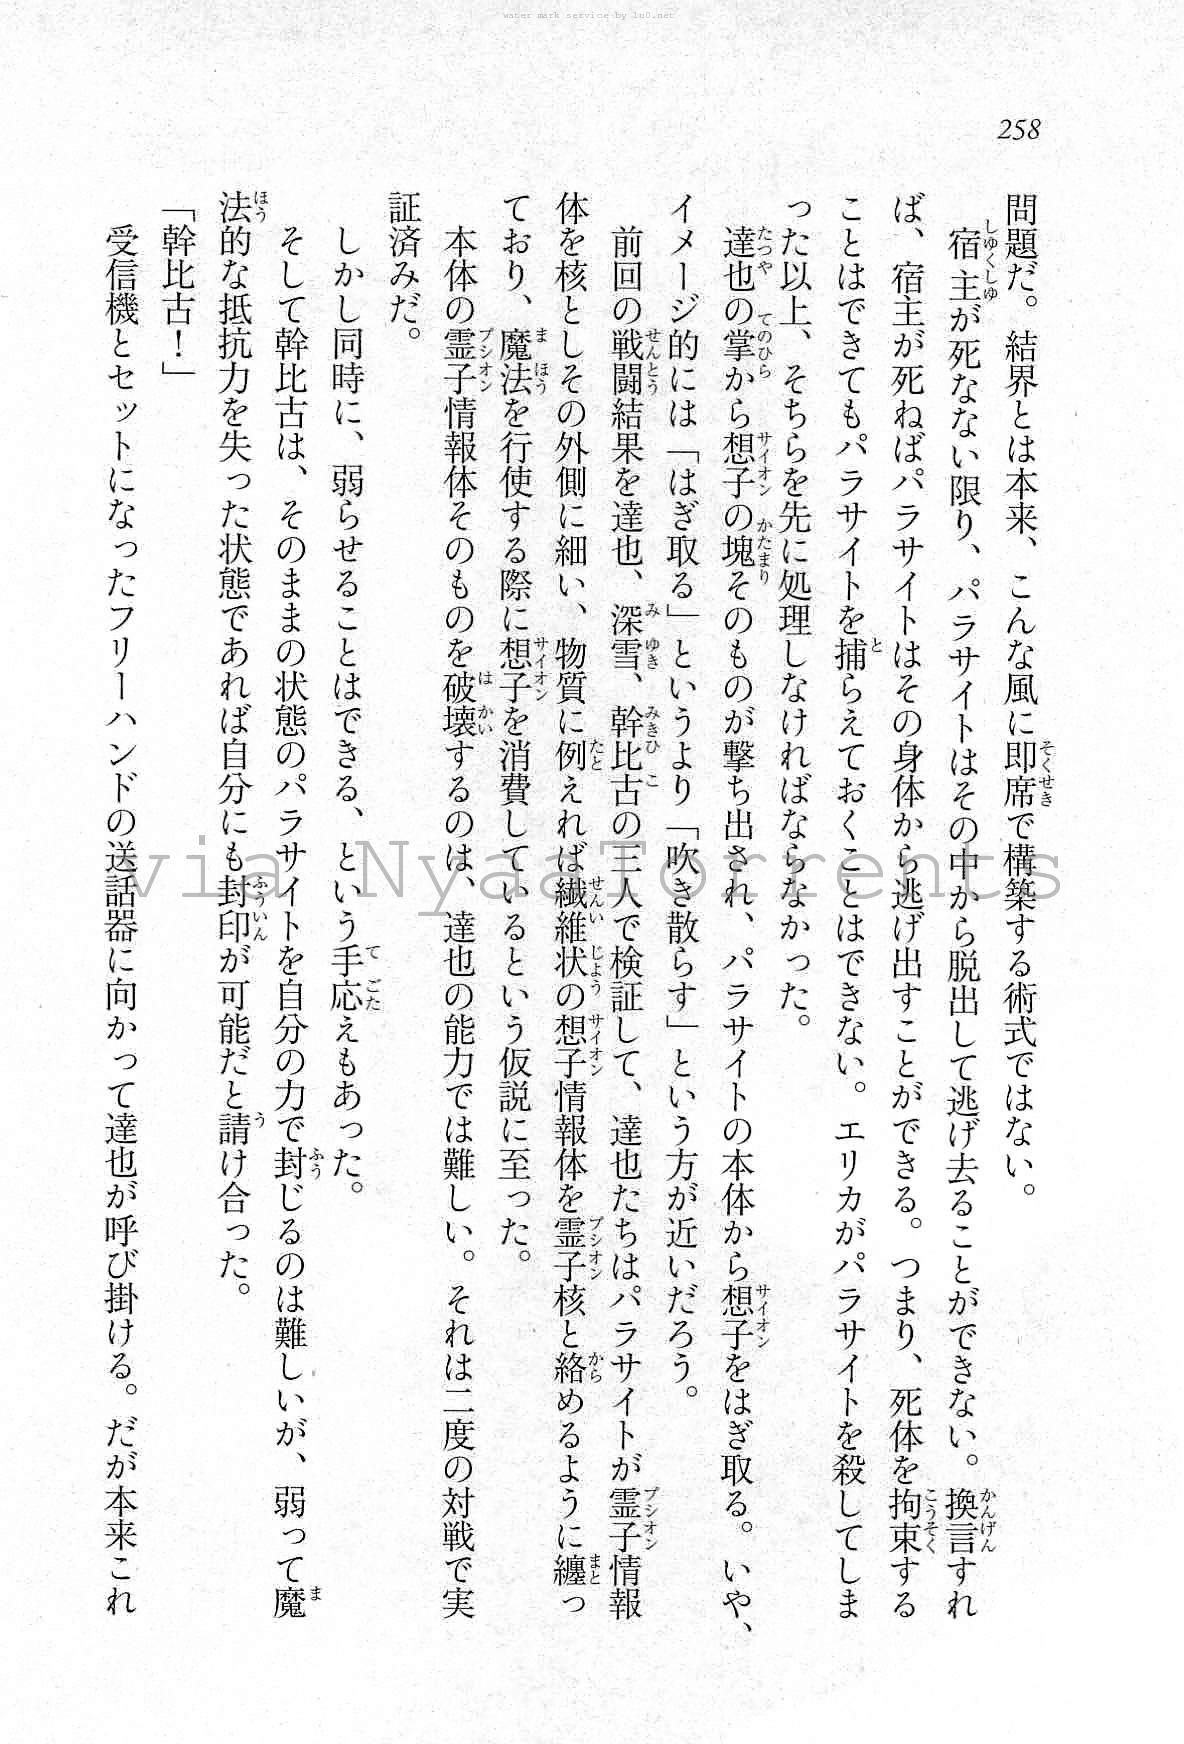 water mark service by lu0.net
258
問題だ。結界とは本来、こんな風に即席で構築する術式ではない。
宿主が死なない限り、パラサイトはその中から脱出して逃げ去ることができない。換言すれ
ば、宿主が死ねばパラサイトはその身体から逃げ出すことができる。つまり、死体を拘束する
ことはできてもパラサイトを捕らえておくことはできない。エリカがパラサイトを殺してしま
った以上、そちらを先に処理しなければならなかった。
達也の掌から想子の塊そのものが撃ち出され、パラサイトの本体から想子をはぎ取る。いや、
イメージ的には「はぎ取る」というより「吹き散らす」という方が近いだろう。
前回の戦闘結果を達也、深雪、幹比古の三人で検証して、達也たちはパラサイトが霊子情報
体を核としその外側に細い、物質に例えれば繊維状の想子情報体を霊子核と絡めるように纏っ
ており、魔法を行使する際に想子を消費しているという仮説に至った。
本体の霊子情報体そのものを破壊するのは、達也の能力では難しい。それは二度の対戦で実
証済みだ。
しかし同時に、弱らせることはできる、という手応えもあった。
そして幹比古は、そのままの状態のパラサイトを自分の力で封じるのは難しいが、弱って魔
法的な抵抗力を失った状態であれば自分にも封印が可能だと請け合った。
「幹比古！」
受信機とセットになったフリーハンドの送話器に向かって達也が呼び掛ける。だが本来これ
via NyaaTorrents